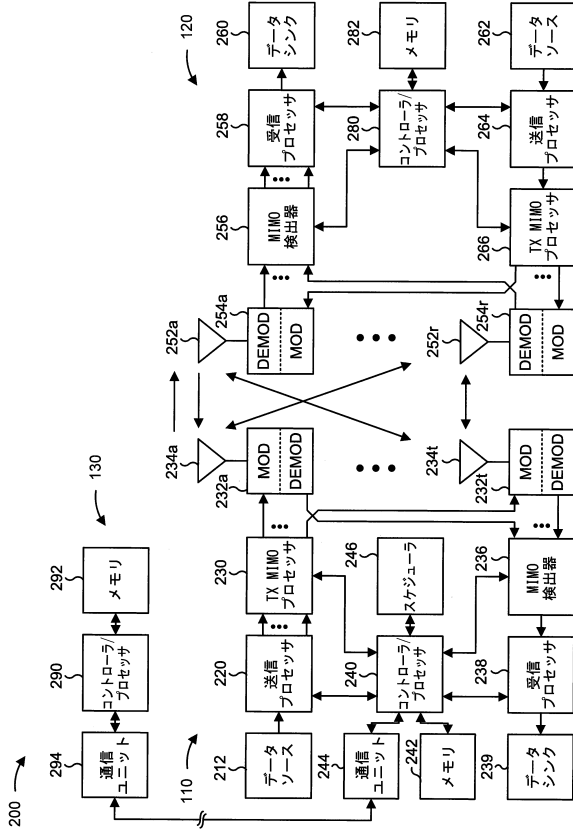 200
294
通信
ユニット
290
コントローラ/
プロセッサ
292
メモリ
130
110
212
データ
ソース
220
送信
プロセッサ
230
TX MIMO
プロセッサ
232a
MOD
DEMOD
234a
252a
254a
DEMOD
MOD
256
MIMO
検出器
258
受信
プロセッサ
260
データ
シンク
120
244
通信
ユニット
242
メモリ
240
コントローラ/
プロセッサ
246
スケジューラ
280
コントローラ/
プロセッサ
282
メモリ
239
データ
シンク
238
受信
プロセッサ
236
MIMO
検出器
232t
MOD
DEMOD
234t
252r
254r
DEMOD
MOD
266
TX MIMO
プロセッサ
264
送信
プロセッサ
262
データ
ソース